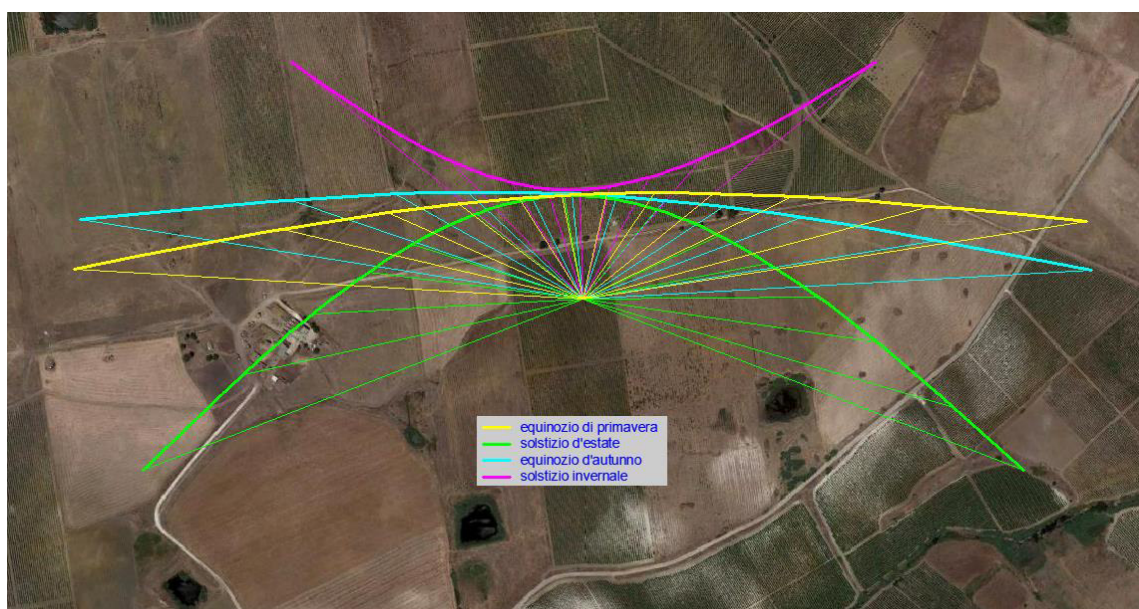 equinozio di primavera
solstizio d'estate
equinozio d'autunno
solstizio invernale